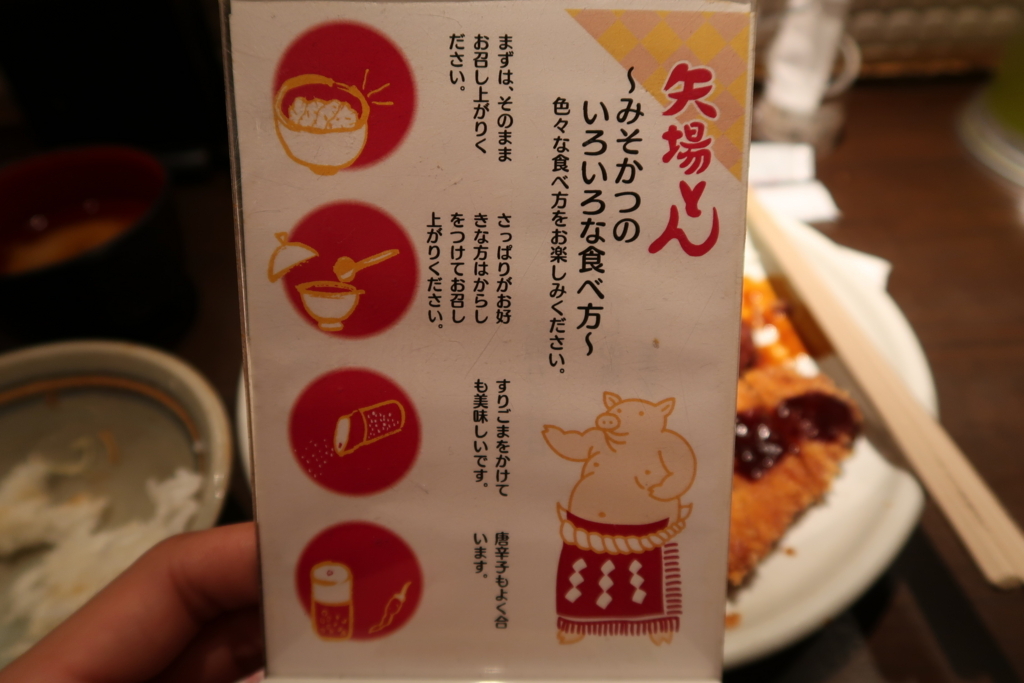 矢場とん
～みそかつの
いろいろな食べ方～
色々な食べ方をお楽しみください。
まずは、そのまま
お召し上がりく
ださい。
さっぱりがお好
きな方はからし
をつけてお召し
上がりください。
すりごまをかけて
も美味しいです。
唐辛子もよく合
います。